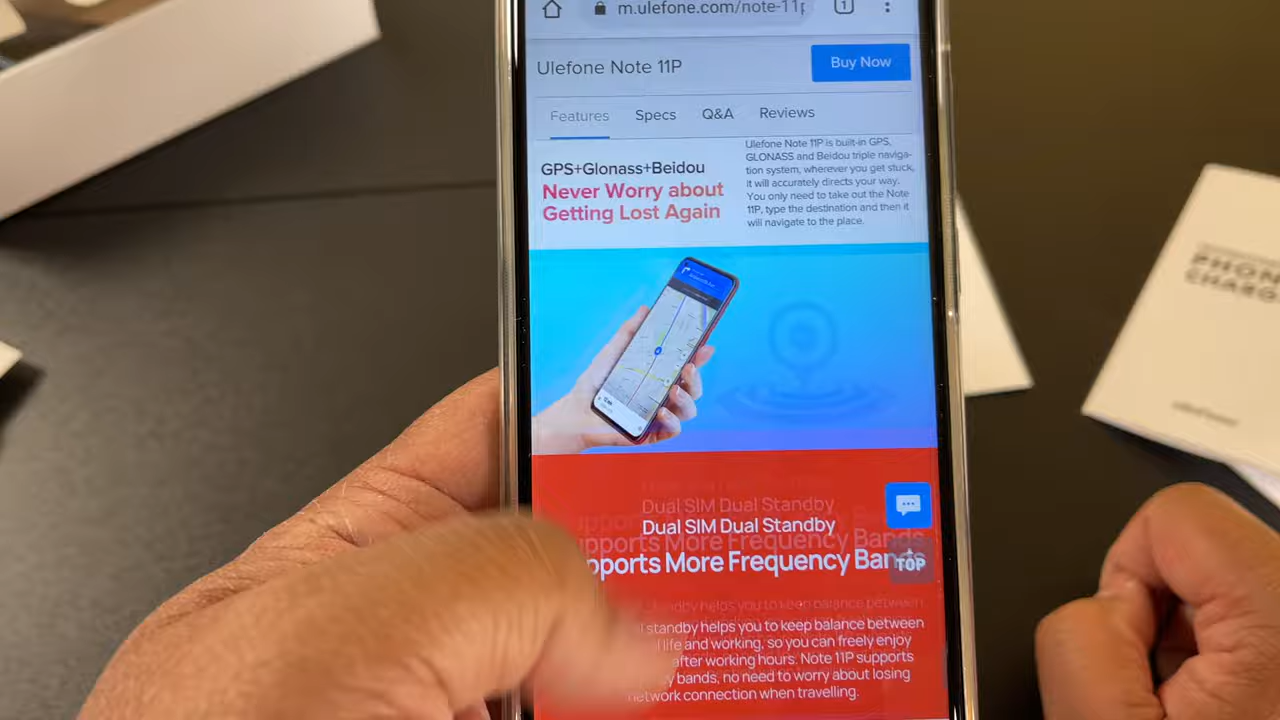 m.ulefone.com/note-11p
1
Ulefone Note 11P
Buy Now
Features
Specs
Q&A
Reviews
GPS+Glonass+Beidou
Never Worry about
Getting Lost Again
Ulefone Note 11P is built-in GPS,
GLONASS and Beidou triple naviga-
tion system, wherever you get stuck,
it will accurately directs your way.
You only need to take out the Note
11P, type the destination and then it
will navigate to the place.
Dual SIM Dual Standby
pports More Frequency Bands
TOP
standby helps you to keep balance between
life and working, so you can freely enjoy
after working hours. Note 11P supports
bands, no need to worry about losing
network connection when travelling.
PHON
CHARG